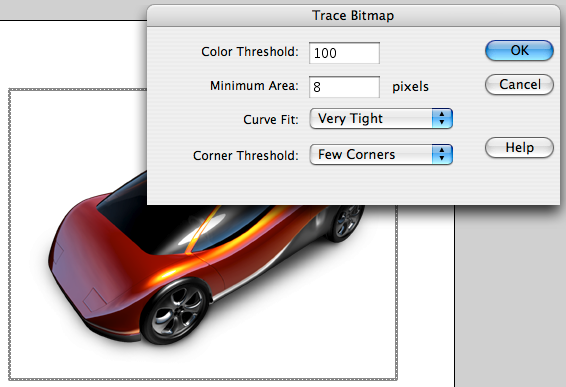 Trace Bitmap
Color Threshold: 100 OK
Minimum Area: 8 pixels Cancel
Curve Fit: Very Tight
Corner Threshold: Few Corners Help